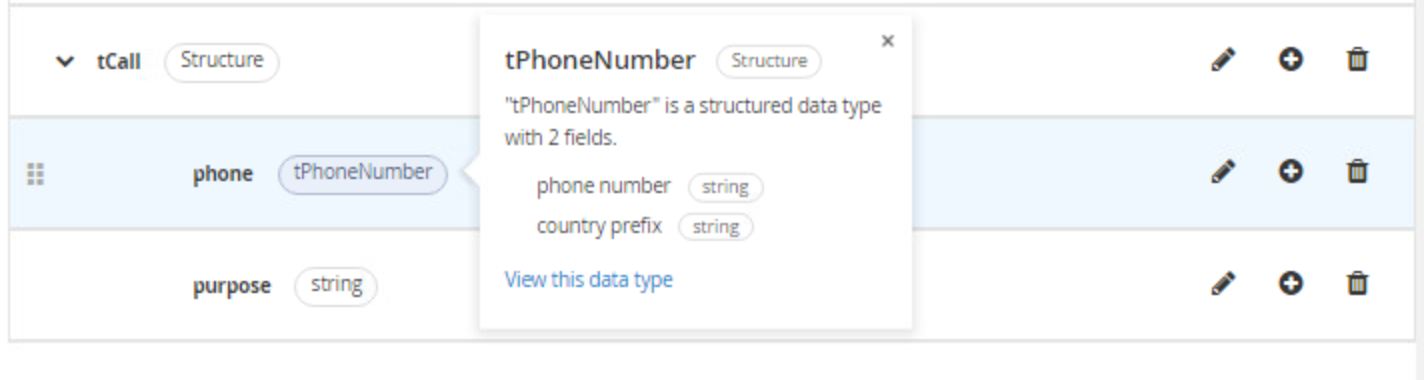 tCall Structure
tPhoneNumber Structure
"tPhoneNumber" is a structured data type
with 2 fields.
phone number string
country prefix string
View this data type
phone tPhoneNumber
purpose string